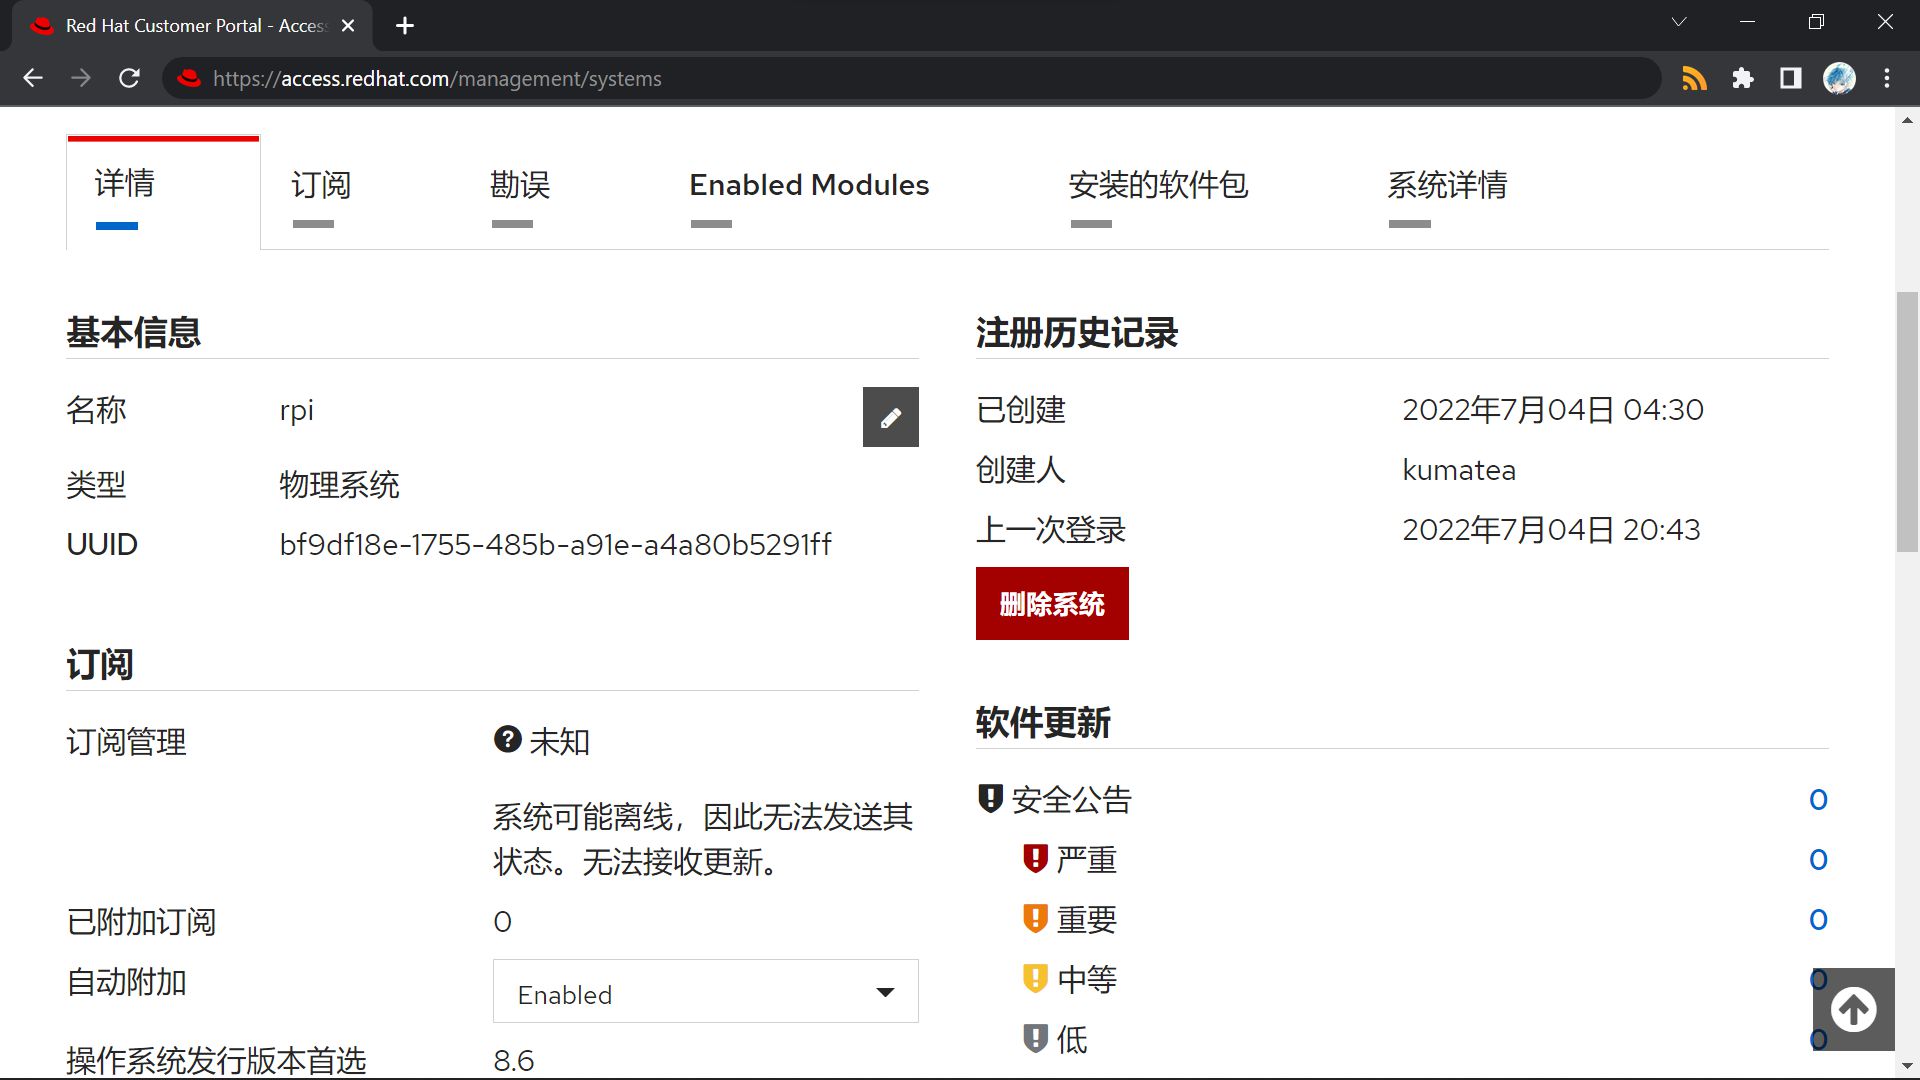 Red Hat Customer Portal - Access
https://access.redhat.com/management/systems
详情
订阅
勘误
Enabled Modules
安装的软件包
系统详情
基本信息
名称 rpi
类型 物理系统
UUID bf9df18e-1755-485b-a91e-a4a80b5291ff
订阅
订阅管理 未知
系统可能离线，因此无法发送其
状态。无法接收更新。
已附加订阅 0
自动附加 Enabled
操作系统发行版本首选 8.6
注册历史记录
已创建 2022年7月04日 04:30
创建人 kumatea
上一次登录 2022年7月04日 20:43
删除系统
软件更新
安全公告 0
严重 0
重要 0
中等 0
低 0